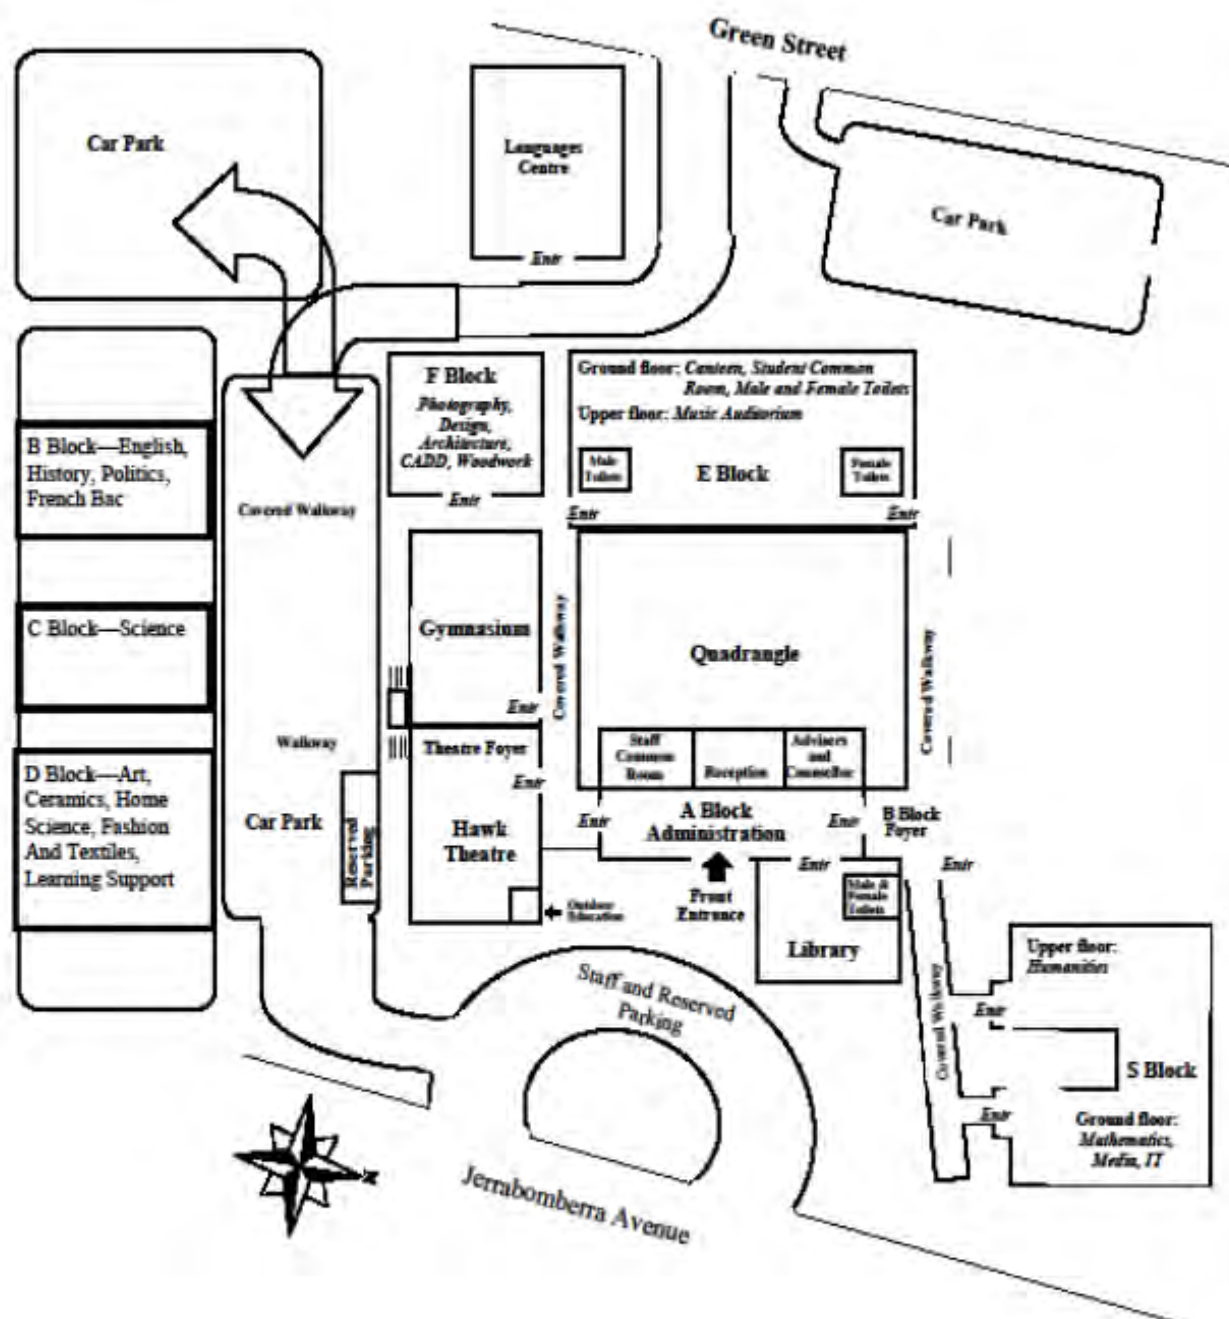 Green Street
Car Park
Languages
Centre
Entr
Car Park
F Block
Photography,
Design,
Architecture,
CADD, Woodwork
Entr
Ground floor: Canteen, Student Common
Room, Male and Female Toilets
Upper floor: Music Auditorium
Male
Toilets
E Block
Female
Toilets
Entr
Entr
B Block—English,
History, Politics,
French Bac
Covered Walkway
C Block—Science
Gymnasium
Entr
Covered Walkway
Quadrangle
Covered Walkway
Walkway
Theatre Foyer
Entr
Staff
Common
Room
Reception
Advisers
and
Counsellor
D Block—Art,
Ceramics, Home
Science, Fashion
And Textiles,
Learning Support
Car Park
Reserved
Parking
Hawk
Theatre
Entr
A Block
Administration
Entr
B Block
Foyer
Entr
Entr
Front
Entrance
Outdoor
Education
Male &
Female
Toilets
Library
Staff and Reserved
Parking
Covered Walkway
Upper floor:
Humanities
Entr
S Block
Entr
Ground floor:
Mathematics,
Media, IT
N
Jerrabomberra Avenue